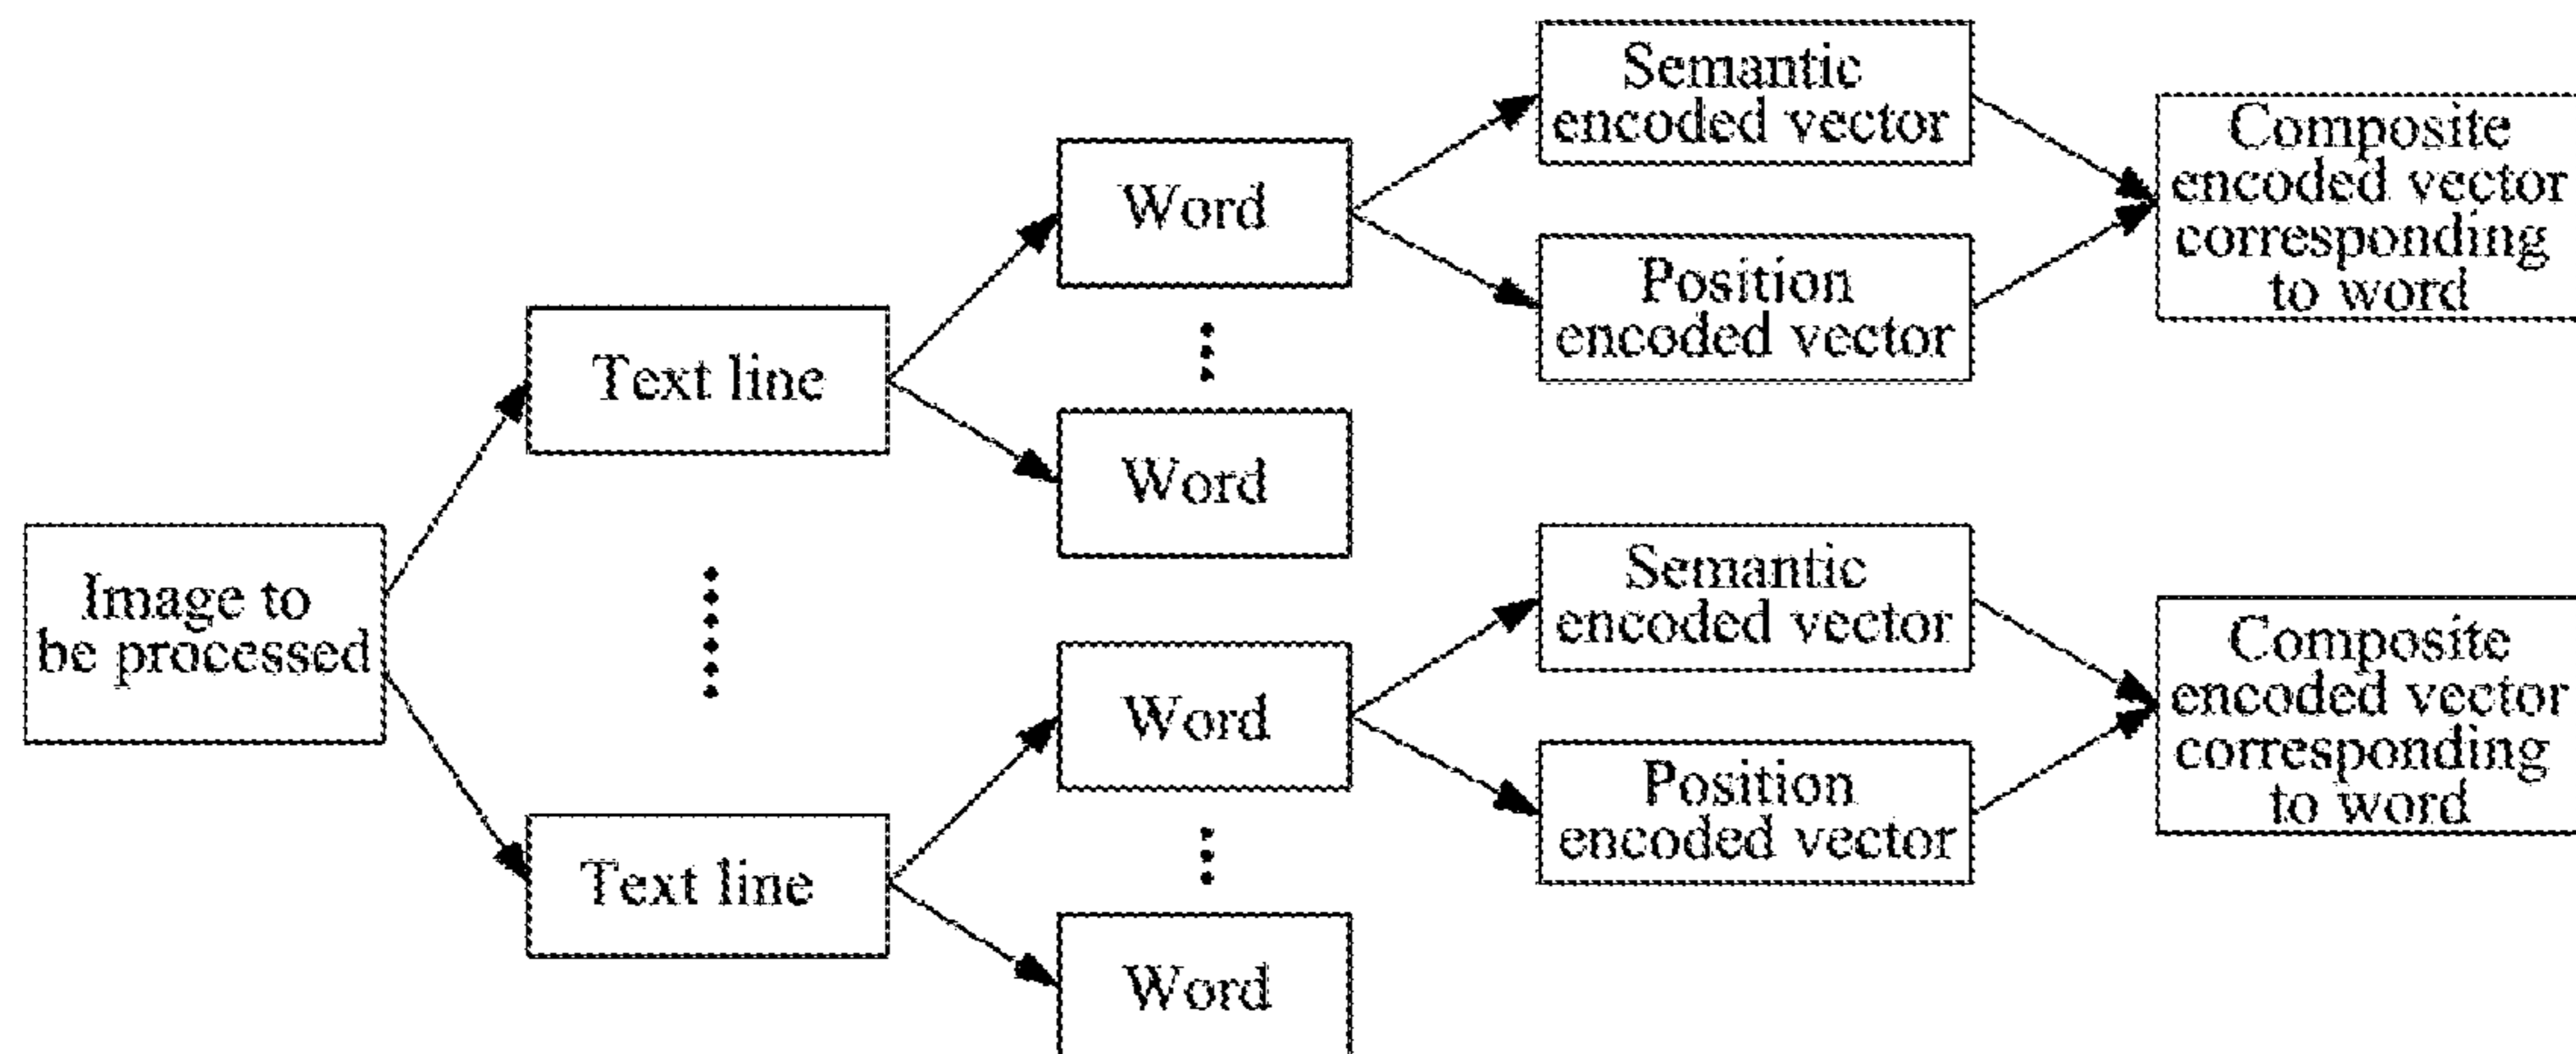 Image to
be processed
Text line
Text line
Word
Word
Word
Word
Semantic
encoded vector
Position
encoded vector
Semantic
encoded vector
Position
encoded vector
Composite
encoded vector
corresponding
to word
Composite
encoded vector
corresponding
to word